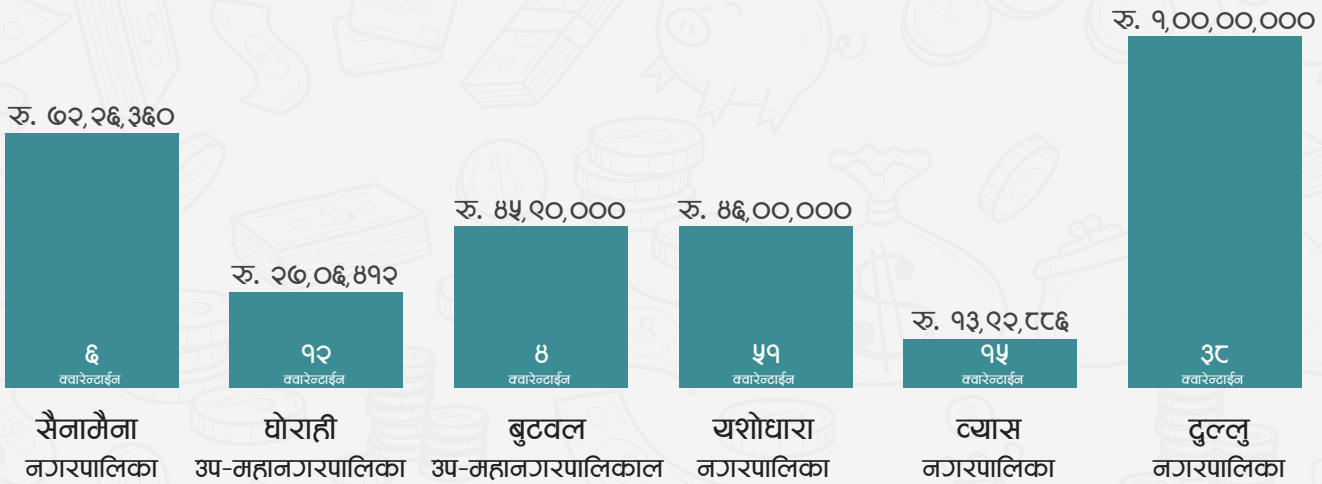 रु. १,००,००,०००
रु. ७२,२६,३६०
रु. ४५,९०,०००
रु. ४६,००,०००
रु. २७,०६,४१२
रु. १३,९२,८८६
६
१२
४
५१
१५
३८
क्वारेन्टाईन
क्वारेन्टाईन
क्वारेन्टाईन
क्वारेन्टाईन
क्वारेन्टाईन
क्वारेन्टाईन
सैनामैना
घोराही
बुटवल
यशोधारा
व्यास
दुल्लु
नगरपालिका
उप-महानगरपालिका
उप-महानगरपालिकाल
नगरपालिका
नगरपालिका
नगरपालिका